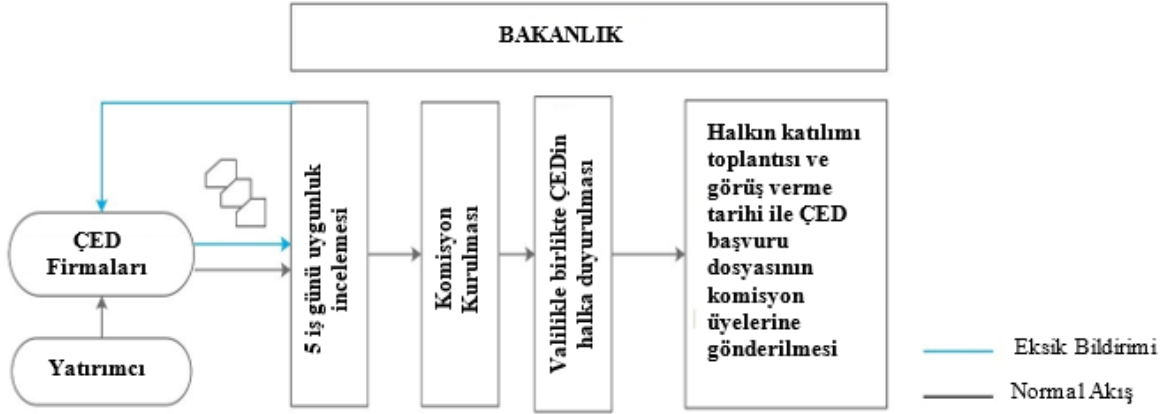 BAKANLIK
ÇED
Firmaları
Yatırımcı
5 iş günü uygunluk
incelemesi
Komisyon
Kurulması
Valilikle birlikte ÇEDin
halka duyurulması
Halkın katılımı
toplantısı ve
görüş verme
tarihi ile ÇED
başvuru
dosyasının
komisyon
üyelerine
gönderilmesi
Eksik Bildirimi
Normal Akış